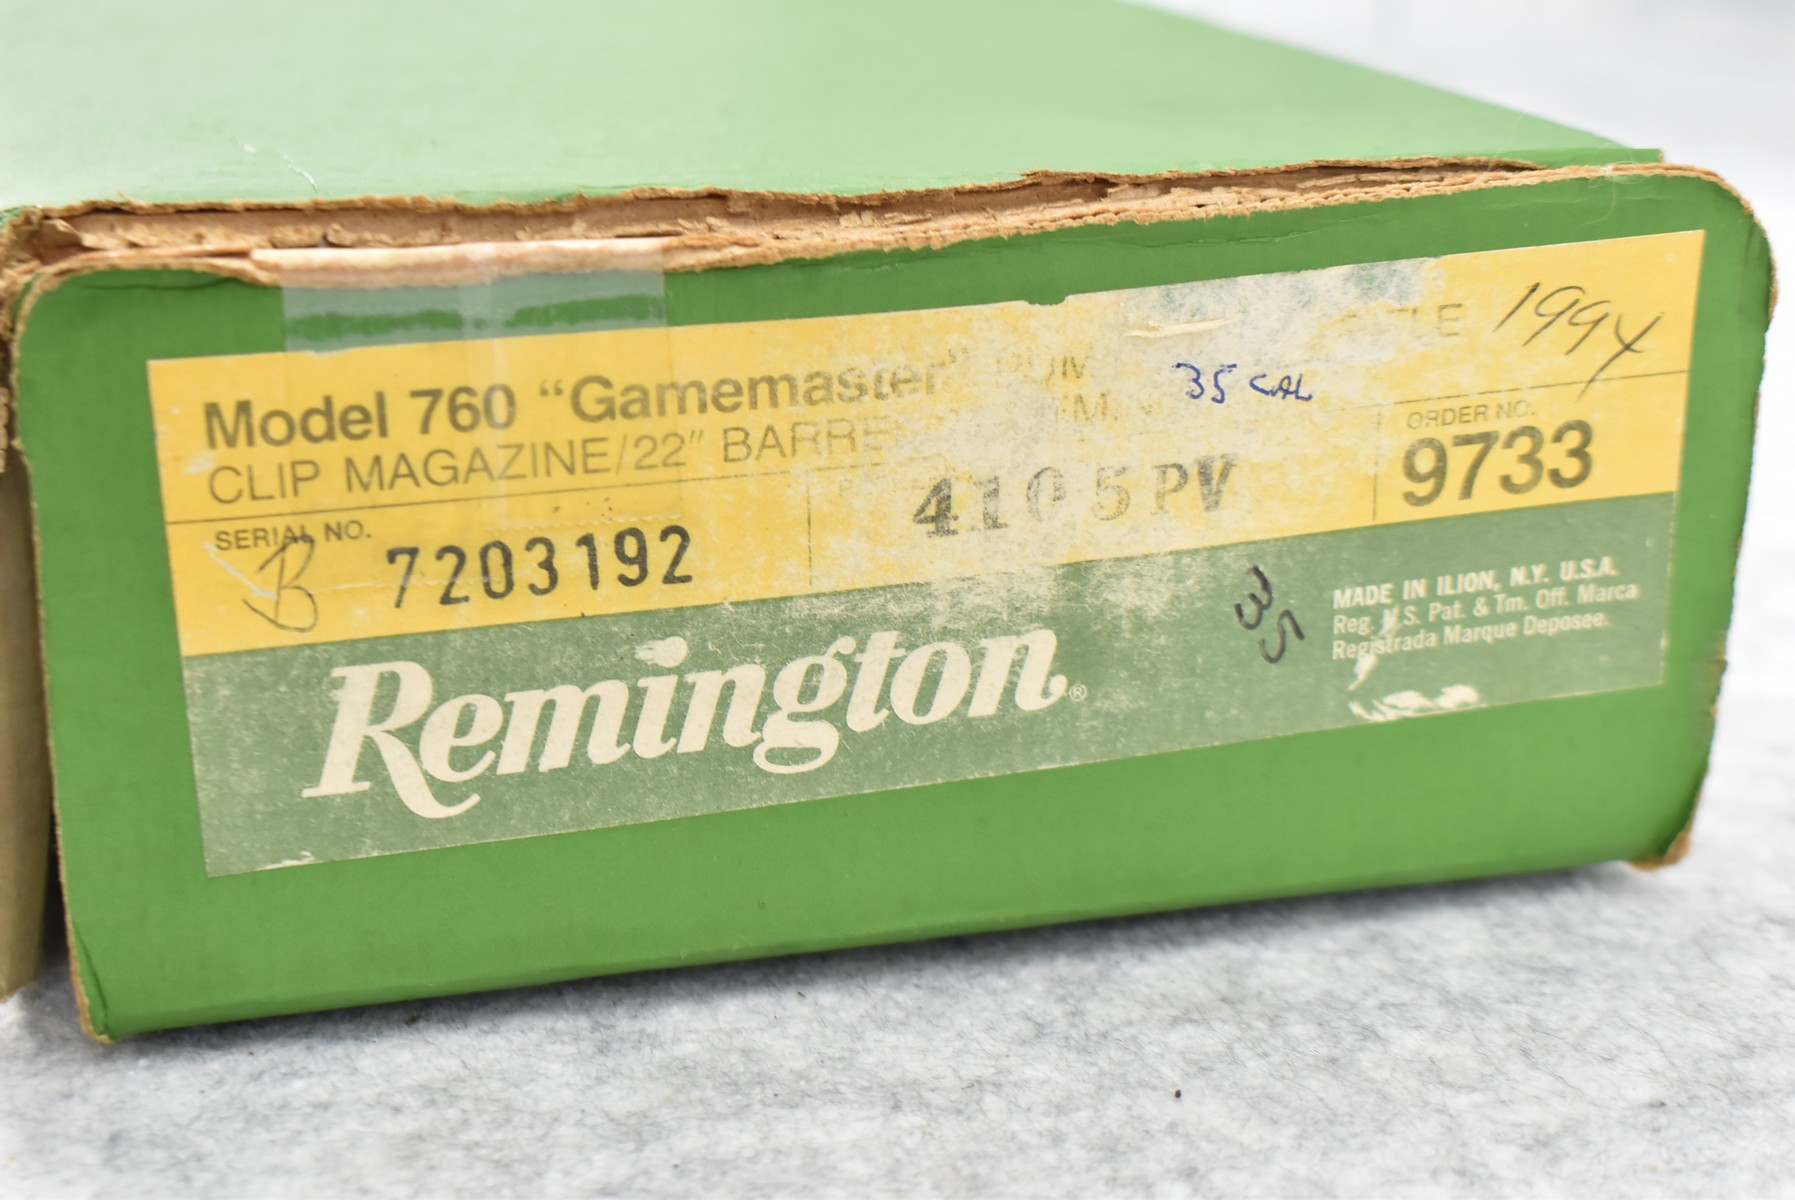 Model 760 "Gamemaster" 35 CAL 1994
CLIP MAGAZINE/22" BARRE
SERIAL NO. ORDER NO.
B 7203192 4105PV 9733
Remington® 35
MADE IN ILION, N.Y. U.S.A.
Reg. U.S. Pat. & Tm. Off. Marca
Registrada Marque Deposee.